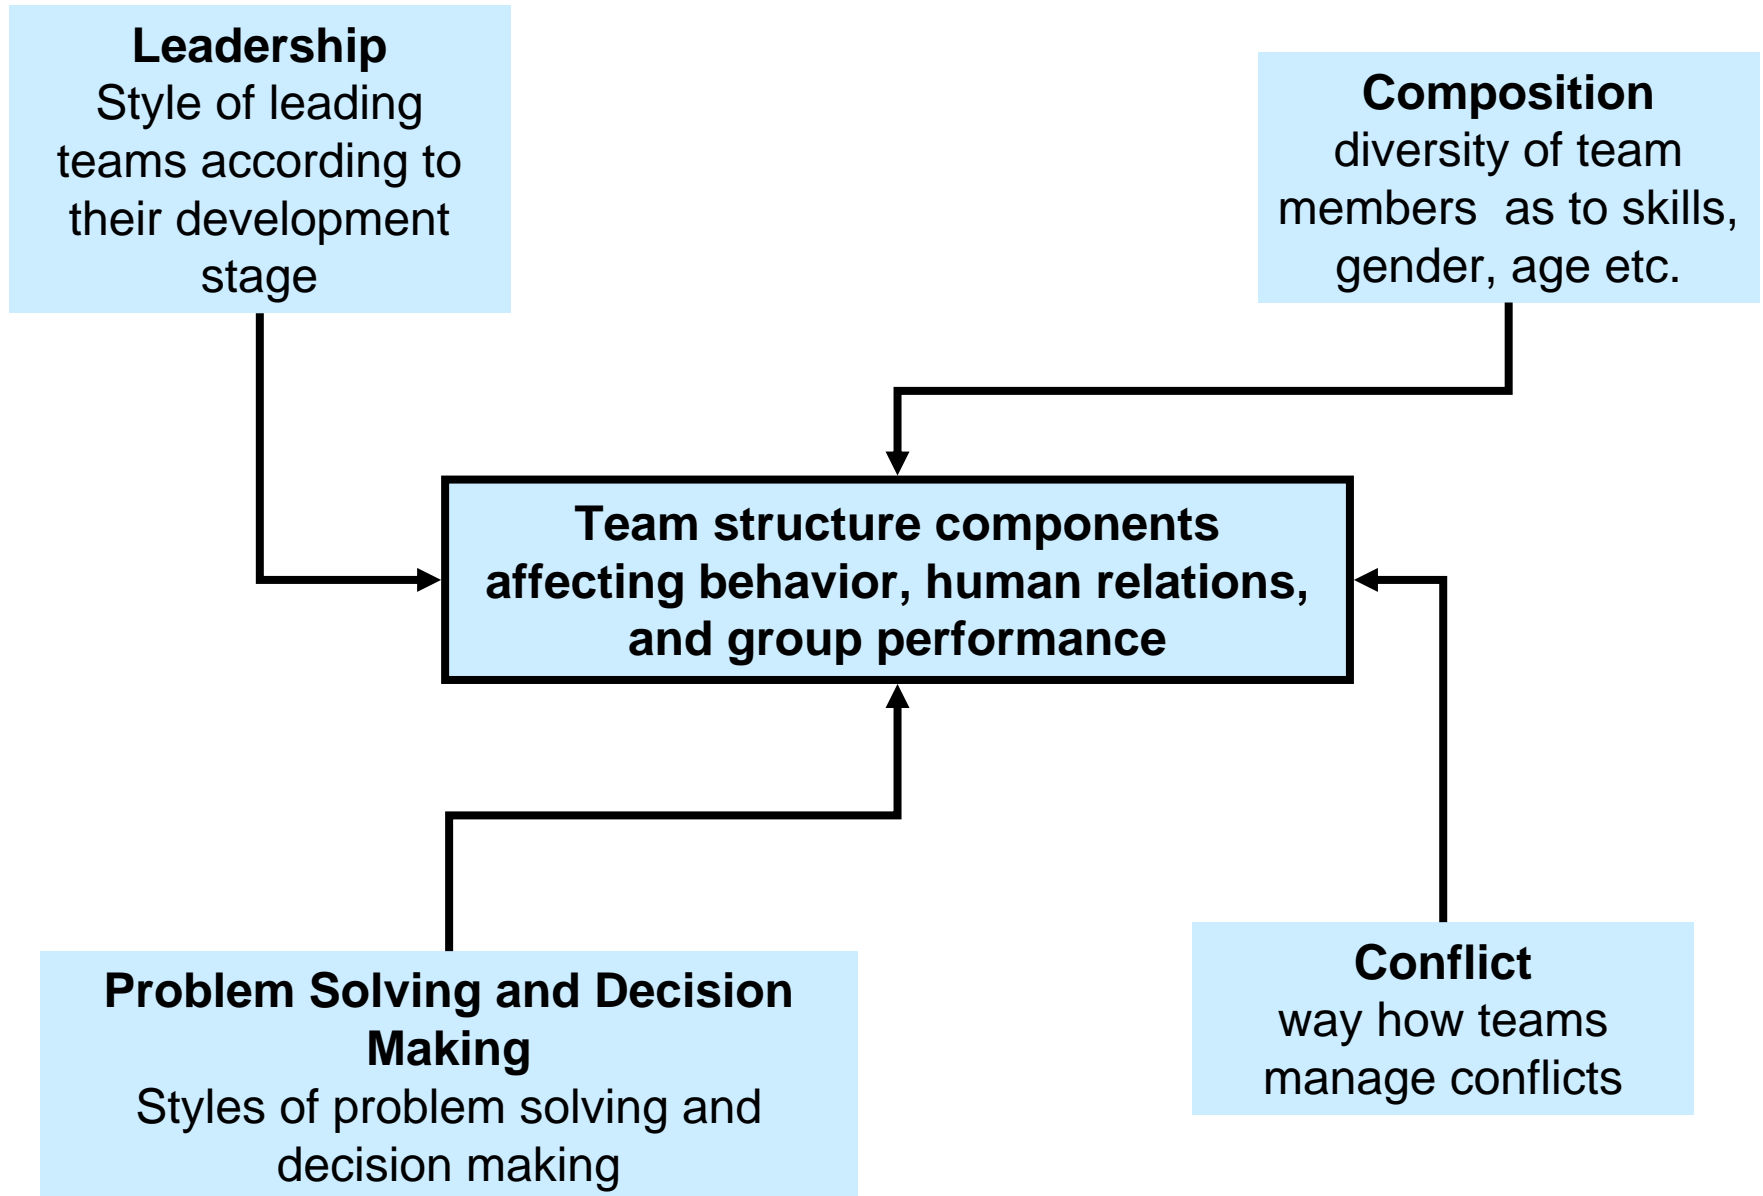 Leadership
Style of leading
teams according to
their development
stage
Composition
diversity of team
members  as to skills,
gender, age etc.
Team structure components
affecting behavior, human relations,
and group performance
Problem Solving and Decision
Making
Styles of problem solving and
decision making
Conflict
way how teams
manage conflicts